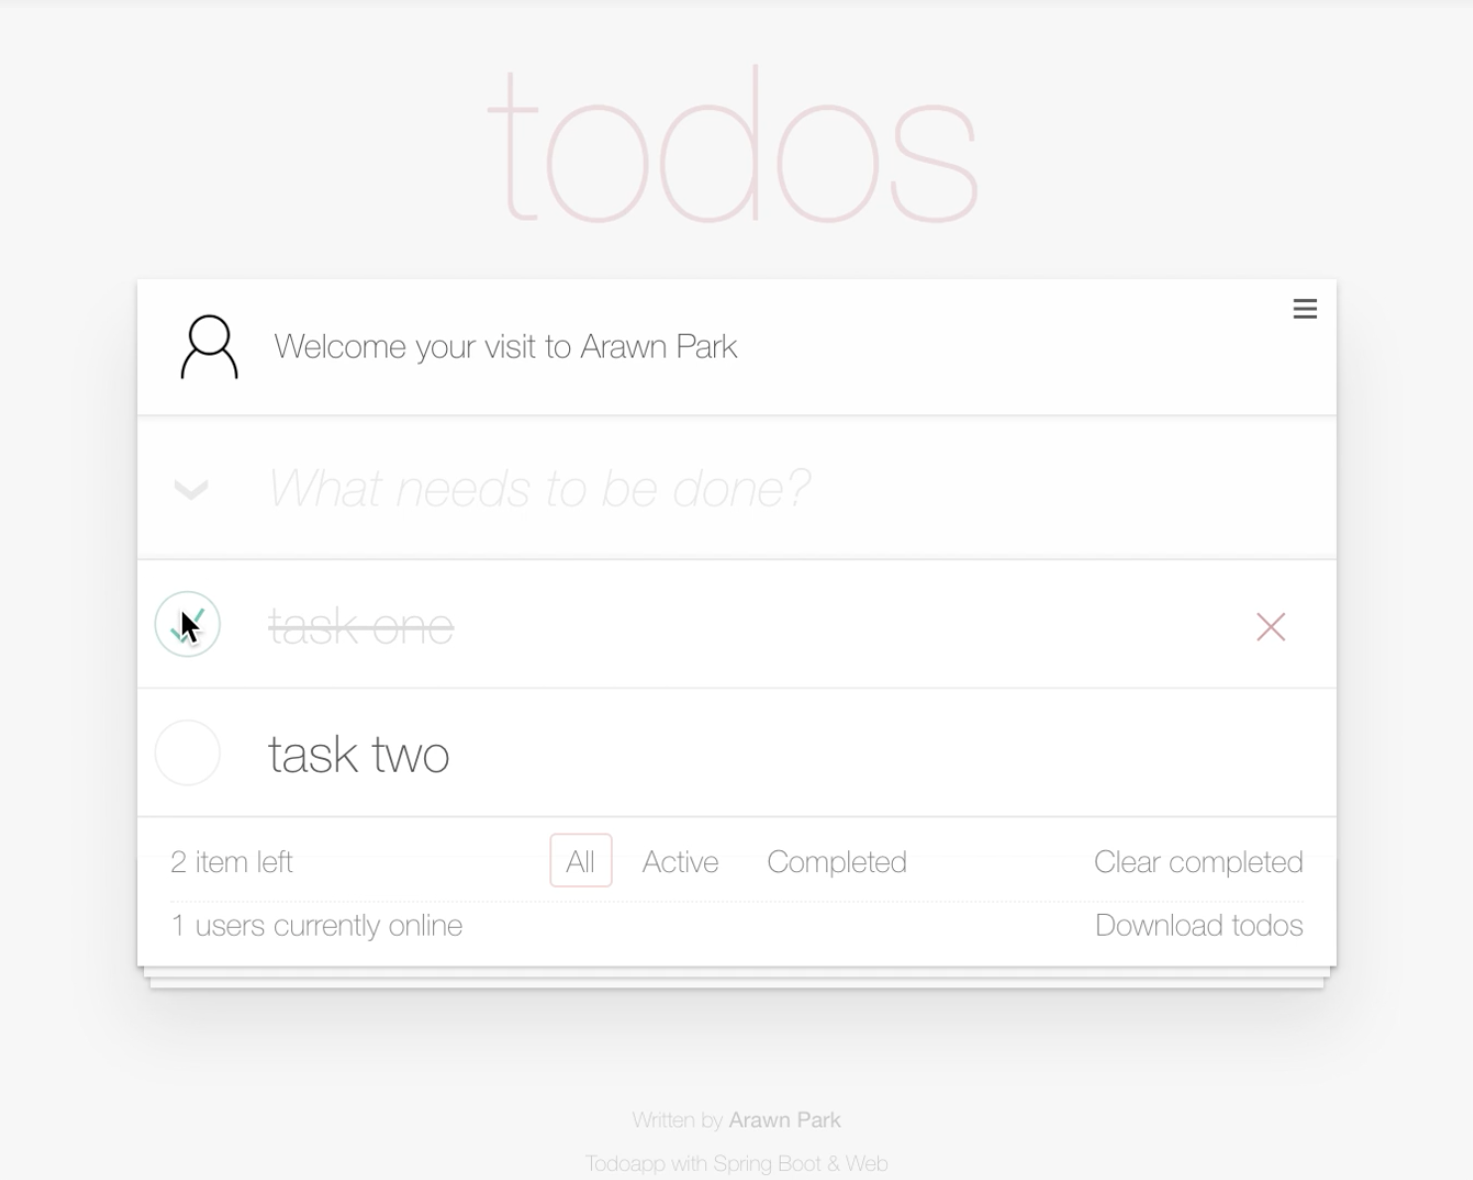 todos
Welcome your visit to Arawn Park
What needs to be done?
task one
task two
2 item left All Active Completed Clear completed
1 users currently online Download todos
Written by Arawn Park
Todoapp with Spring Boot & Web